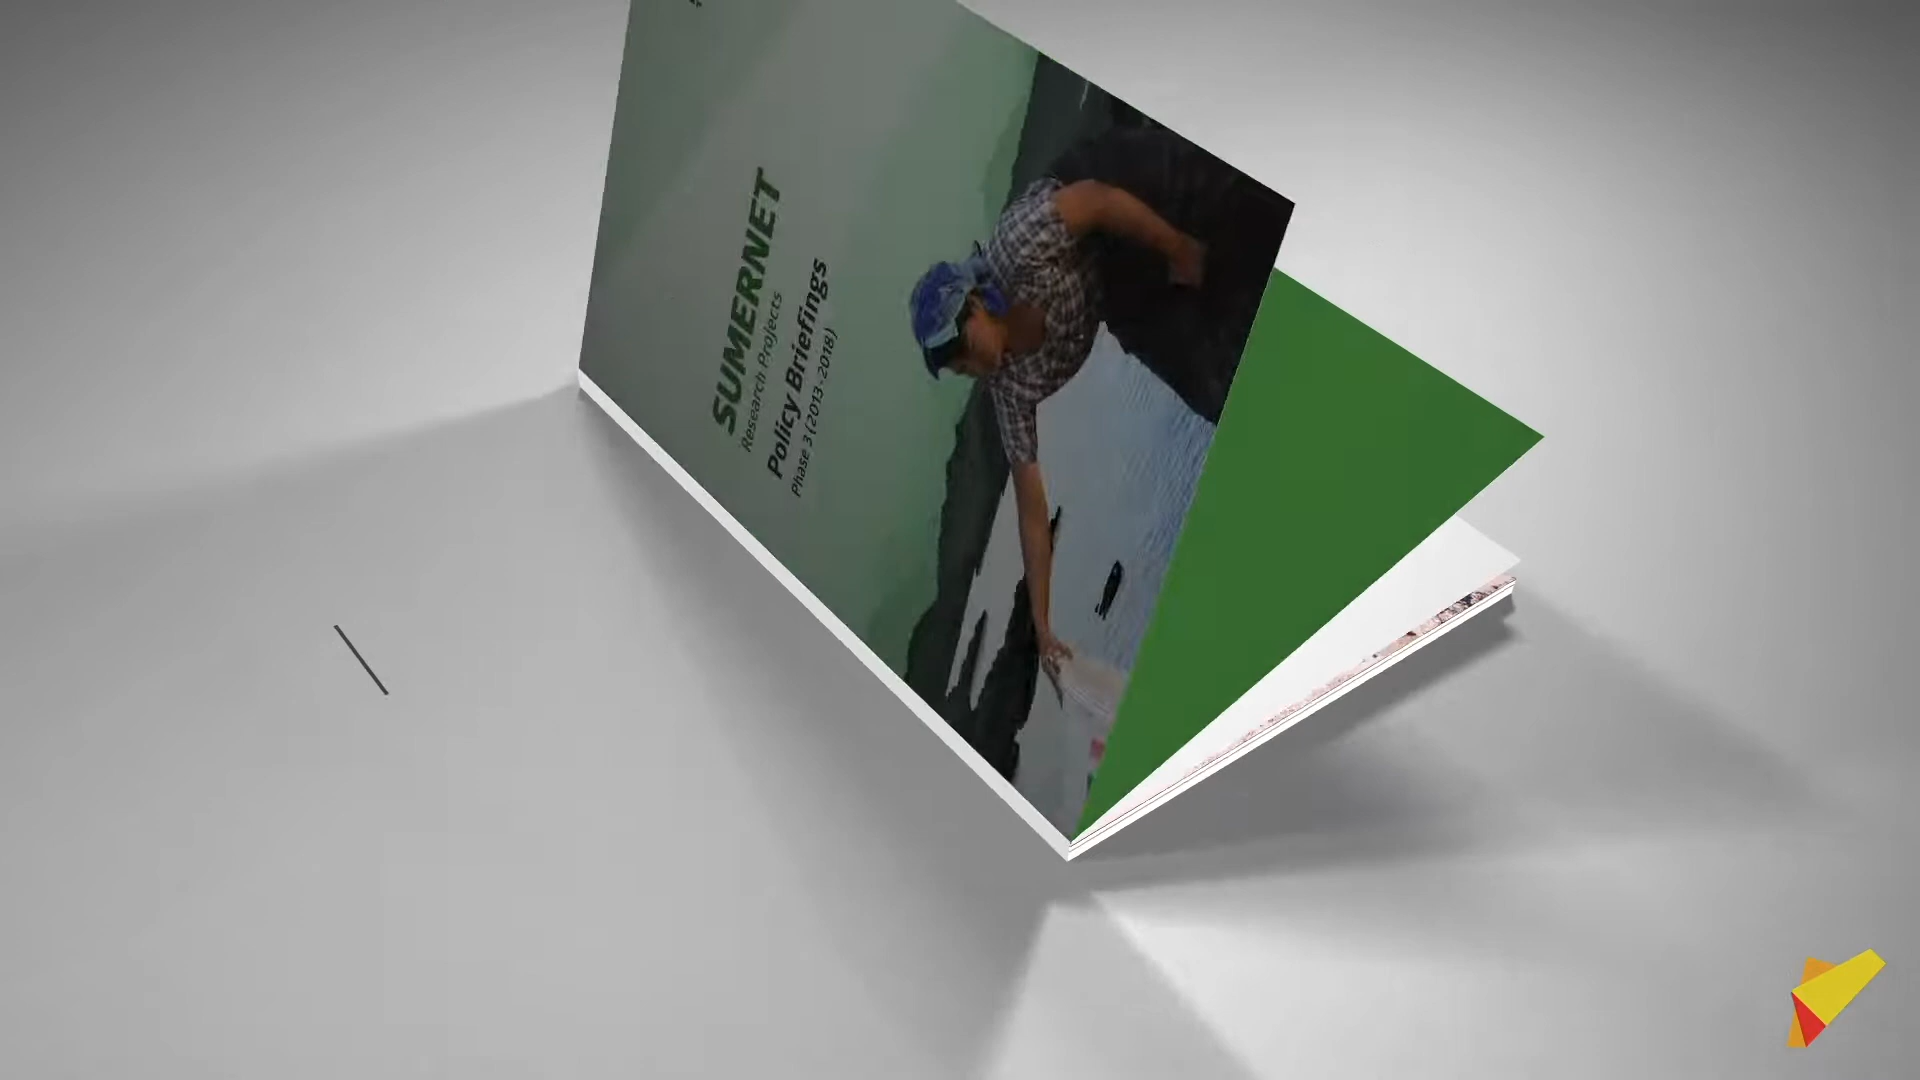 SUMERNET
Research Projects
Policy Briefings
Phase 3 (2013-2018)